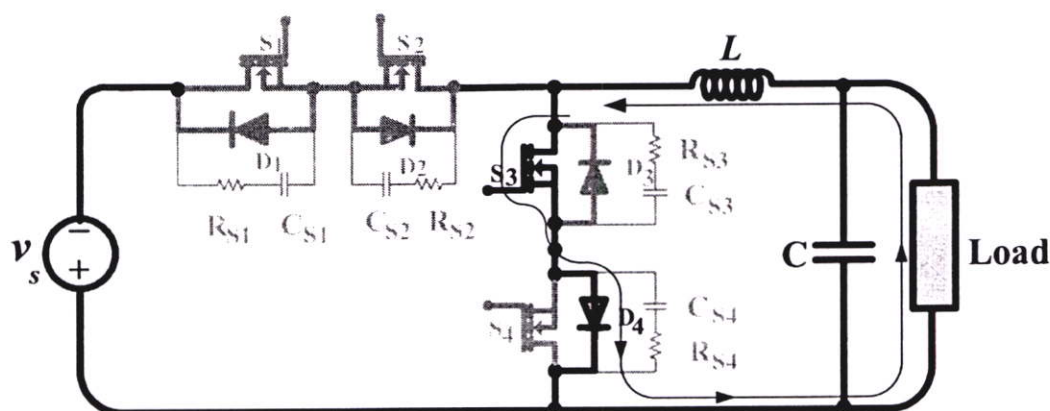 S1
S2
L
D1
D2
RS1
CS1
CS2
RS2
S3
D3
RS3
CS3
vs
−
+
C
Load
S4
D4
CS4
RS4